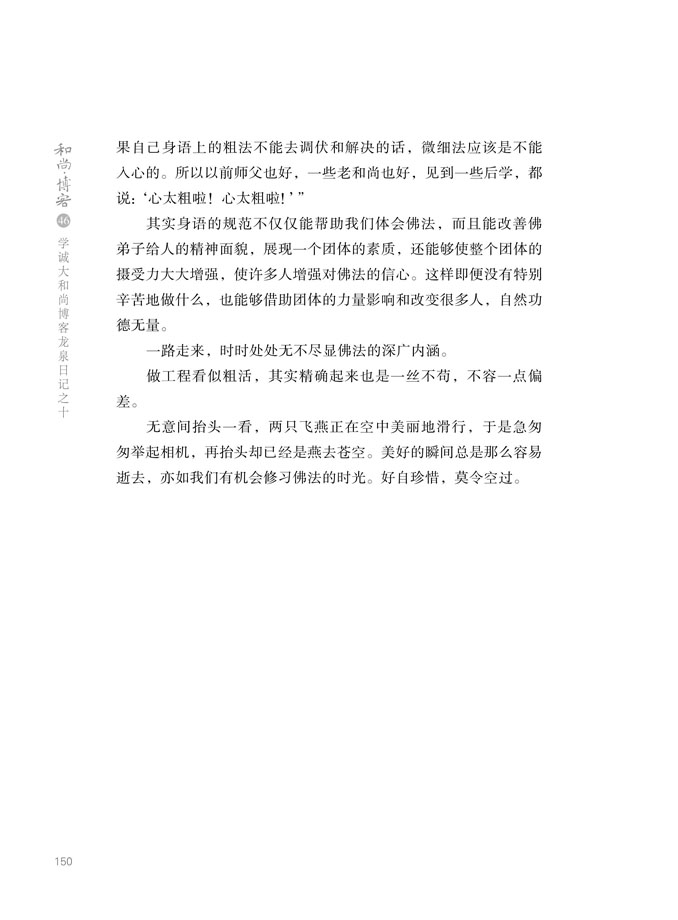 和尚·博客
46
学诚大和尚博客龙泉日记之十
果自己身语上的粗法不能去调伏和解决的话，微细法应该是不能
入心的。所以以前师父也好，一些老和尚也好，见到一些后学，都
说：‘心太粗啦！心太粗啦！’”
其实身语的规范不仅仅能帮助我们体会佛法，而且能改善佛
弟子给人的精神面貌，展现一个团体的素质，还能够使整个团体的
摄受力大大增强，使许多人增强对佛法的信心。这样即便没有特别
辛苦地做什么，也能够借助团体的力量影响和改变很多人，自然功
德无量。
一路走来，时时处处无不尽显佛法的深广内涵。
做工程看似粗活，其实精确起来也是一丝不苟，不容一点偏
差。
无意间抬头一看，两只飞燕正在空中美丽地滑行，于是急匆
匆举起相机，再抬头却已经是燕去苍空。美好的瞬间总是那么容易
逝去，亦如我们有机会修习佛法的时光。好自珍惜，莫令空过。
150